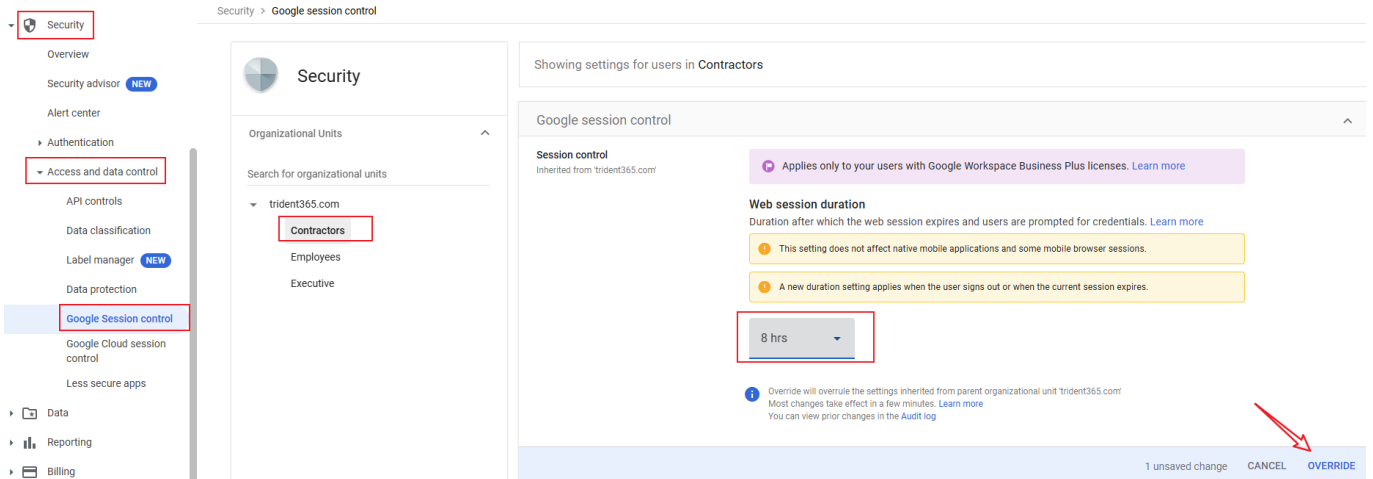 Security
Overview
Security advisor NEW
Alert center
Authentication
Access and data control
API controls
Data classification
Label manager NEW
Data protection
Google Session control
Google Cloud session
control
Less secure apps
Data
Reporting
Billing
Security > Google session control
Security
Organizational Units
Search for organizational units
trident365.com
Contractors
Employees
Executive
Showing settings for users in Contractors
Google session control
Session control
Inherited from 'trident365.com'
Applies only to your users with Google Workspace Business Plus licenses. Learn more
Web session duration
Duration after which the web session expires and users are prompted for credentials. Learn more
This setting does not affect native mobile applications and some mobile browser sessions.
A new duration setting applies when the user signs out or when the current session expires.
8 hrs
Override will overrule the settings inherited from parent organizational unit 'trident365.com'
Most changes take effect in a few minutes. Learn more
You can view prior changes in the Audit log
1 unsaved change CANCEL OVERRIDE